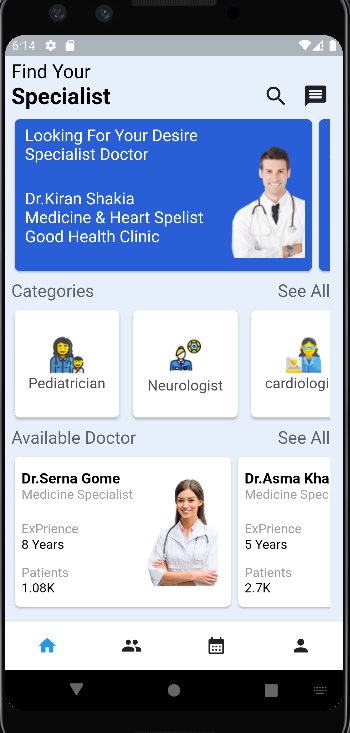 6:14
Find Your
Specialist
Looking For Your Desire
Specialist Doctor
Dr.Kiran Shakia
Medicine & Heart Spelist
Good Health Clinic
Categories See All
Pediatrician Neurologist cardiologi
Available Doctor See All
Dr.Serna Gome Dr.Asma Kha
Medicine Specialist Medicine Spec
ExPrience ExPrience
8 Years 5 Years
Patients Patients
1.08K 2.7K